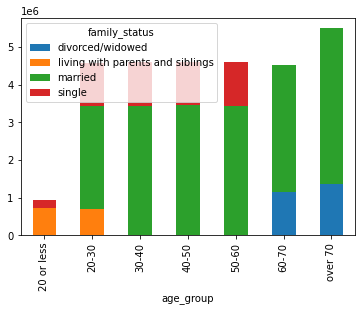 1e6
family_status
divorced/widowed
living with parents and siblings
married
single
5
4
3
2
1
0
20 or less
20-30
30-40
40-50
50-60
60-70
over 70
age_group